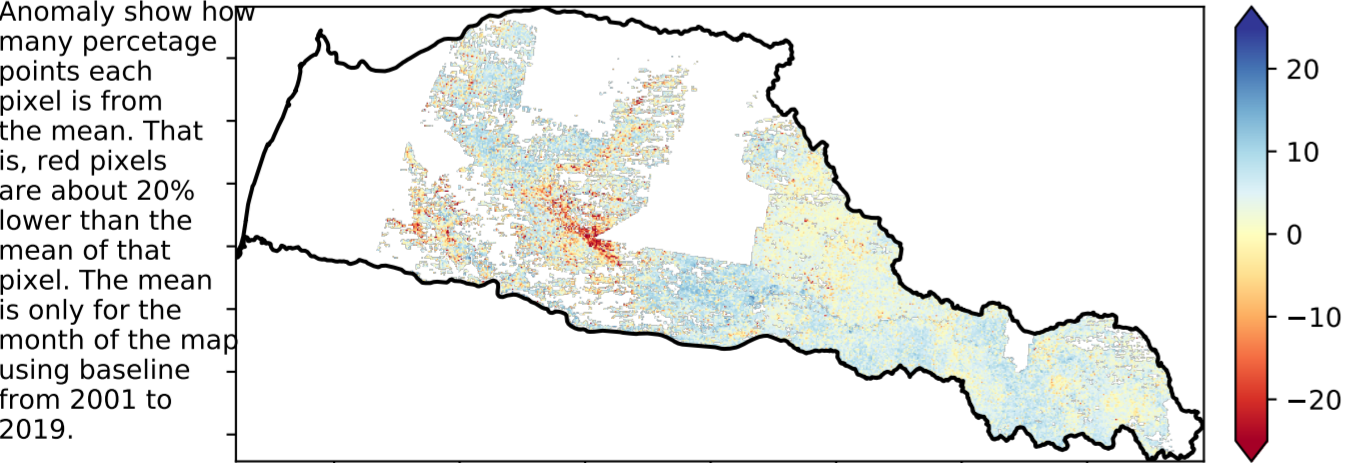 Anomaly show how
many percetage
points each
pixel is from
the mean. That
is, red pixels
are about 20%
lower than the
mean of that
pixel. The mean
is only for the
month of the map
using baseline
from 2001 to
2019.
20
10
0
−10
−20